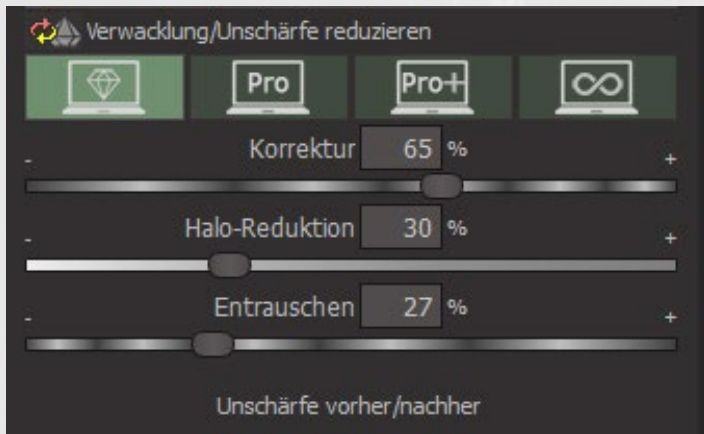 Verwacklung/Unschärfe reduzieren
Pro Pro+
- Korrektur 65 % +
- Halo-Reduktion 30 % +
- Entrauschen 27 % +
Unschärfe vorher/nachher